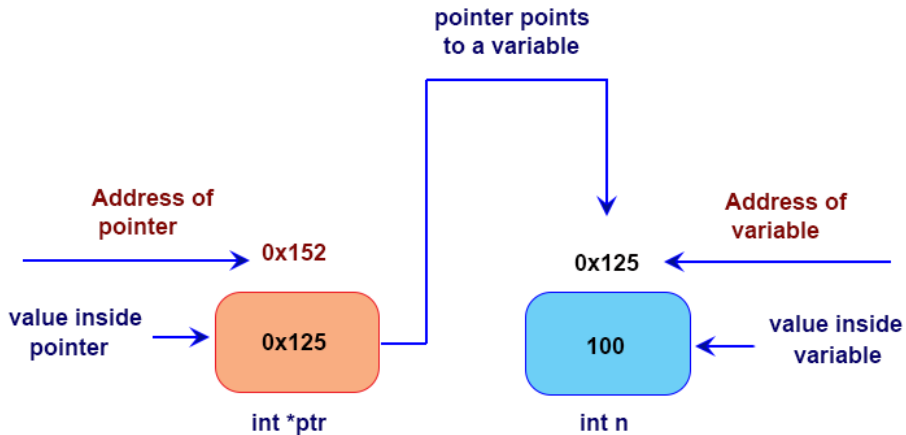 pointer points
to a variable
Address of
pointer
0x152
Address of
variable
0x125
value inside
pointer
0x125
100
value inside
variable
int *ptr
int n